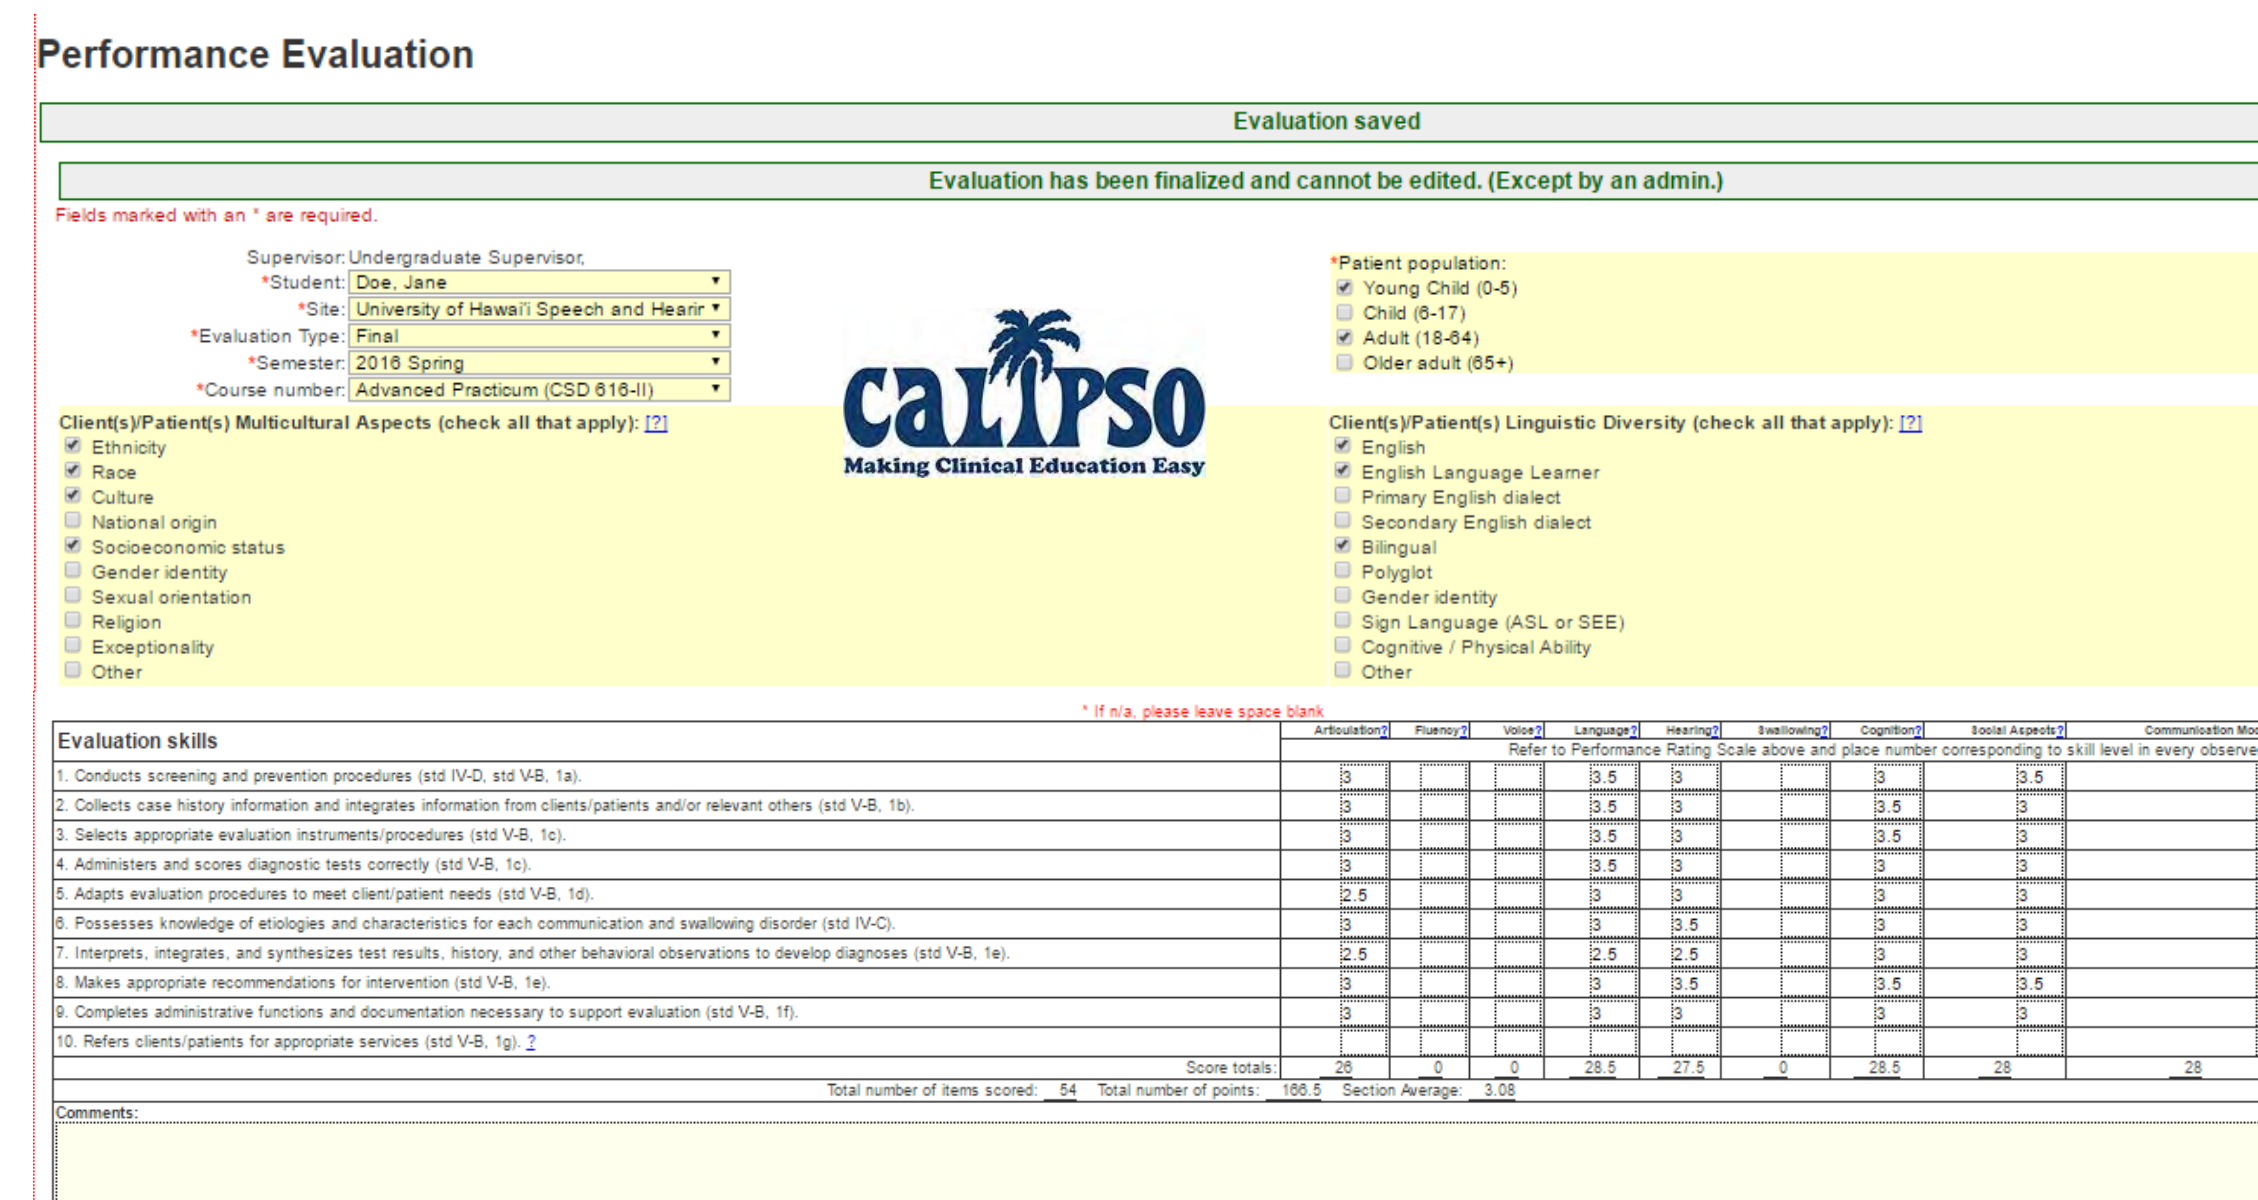 Performance Evaluation
Evaluation saved
Evaluation has been finalized and cannot be edited. (Except by an admin.)
Fields marked with an * are required.
Supervisor: Undergraduate Supervisor,
*Student: Doe, Jane
*Site: University of Hawai'i Speech and Hearir
*Evaluation Type: Final
*Semester: 2016 Spring
*Course number: Advanced Practicum (CSD 616-II)
CALIPSO
Making Clinical Education Easy
*Patient population:
Young Child (0-5)
Child (6-17)
Adult (18-64)
Older adult (65+)
Client(s)/Patient(s) Multicultural Aspects (check all that apply): [?]
Ethnicity
Race
Culture
National origin
Socioeconomic status
Gender identity
Sexual orientation
Religion
Exceptionality
Other
Client(s)/Patient(s) Linguistic Diversity (check all that apply): [?]
English
English Language Learner
Primary English dialect
Secondary English dialect
Bilingual
Polyglot
Gender identity
Sign Language (ASL or SEE)
Cognitive / Physical Ability
Other
* If n/a, please leave space blank
Evaluation skills Articulation? Fluency? Voice? Language? Hearing? Swallowing? Cognition? Social Aspects? Communication Mo
Refer to Performance Rating Scale above and place number corresponding to skill level in every observe
1. Conducts screening and prevention procedures (std IV-D, std V-B, 1a). 3 3.5 3 3 3.5
2. Collects case history information and integrates information from clients/patients and/or relevant others (std V-B, 1b). 3 3.5 3 3.5 3
3. Selects appropriate evaluation instruments/procedures (std V-B, 1c). 3 3.5 3 3.5 3
4. Administers and scores diagnostic tests correctly (std V-B, 1c). 3 3.5 3 3 3
5. Adapts evaluation procedures to meet client/patient needs (std V-B, 1d). 2.5 3 3 3 3
6. Possesses knowledge of etiologies and characteristics for each communication and swallowing disorder (std IV-C). 3 3 3.5 3 3
7. Interprets, integrates, and synthesizes test results, history, and other behavioral observations to develop diagnoses (std V-B, 1e). 2.5 2.5 2.5 3 3
8. Makes appropriate recommendations for intervention (std V-B, 1e). 3 3 3.5 3.5 3.5
9. Completes administrative functions and documentation necessary to support evaluation (std V-B, 1f). 3 3 3 3 3
10. Refers clients/patients for appropriate services (std V-B, 1g). ?
Score totals: 26 0 0 28.5 27.5 0 28.5 28 28
Total number of items scored: 54 Total number of points: 166.5 Section Average: 3.08
Comments: